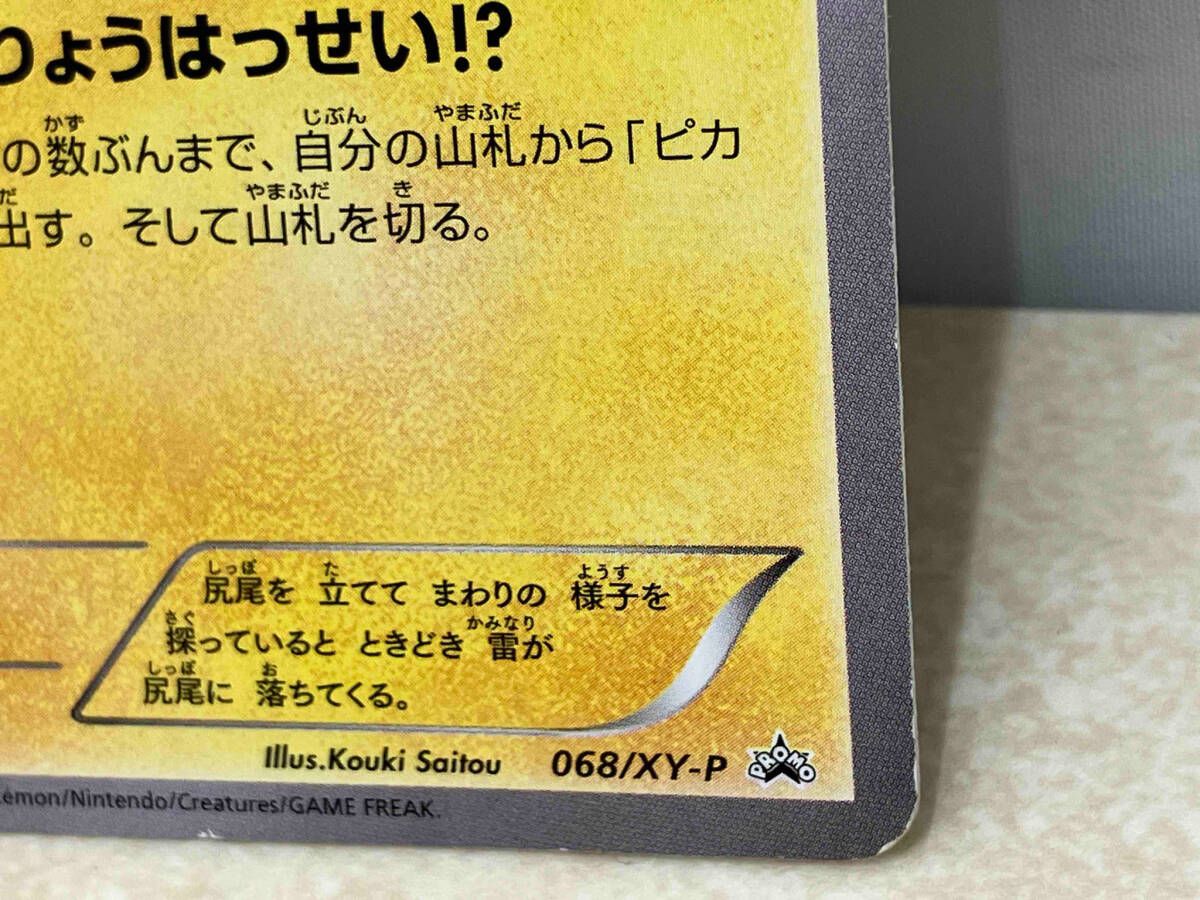 りょうはっせい!?
の数ぶんまで、自分の山札から「ピカ
出す。そして山札を切る。
尻尾を 立てて まわりの 様子を
探っていると ときどき 雷が
尻尾に 落ちてくる。
Illus.Kouki Saitou 068/XY-P PROMO
émon/Nintendo/Creatures/GAME FREAK.